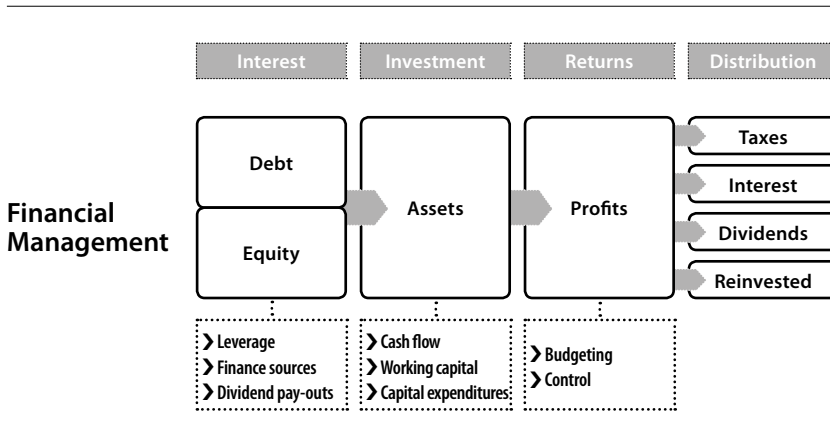 Interest
Investment
Returns
Distribution
Financial
Management
Debt
Equity
Assets
Profits
Taxes
Interest
Dividends
Reinvested
❯ Leverage
❯ Finance sources
❯ Dividend pay-outs
❯ Cash flow
❯ Working capital
❯ Capital expenditures
❯ Budgeting
❯ Control